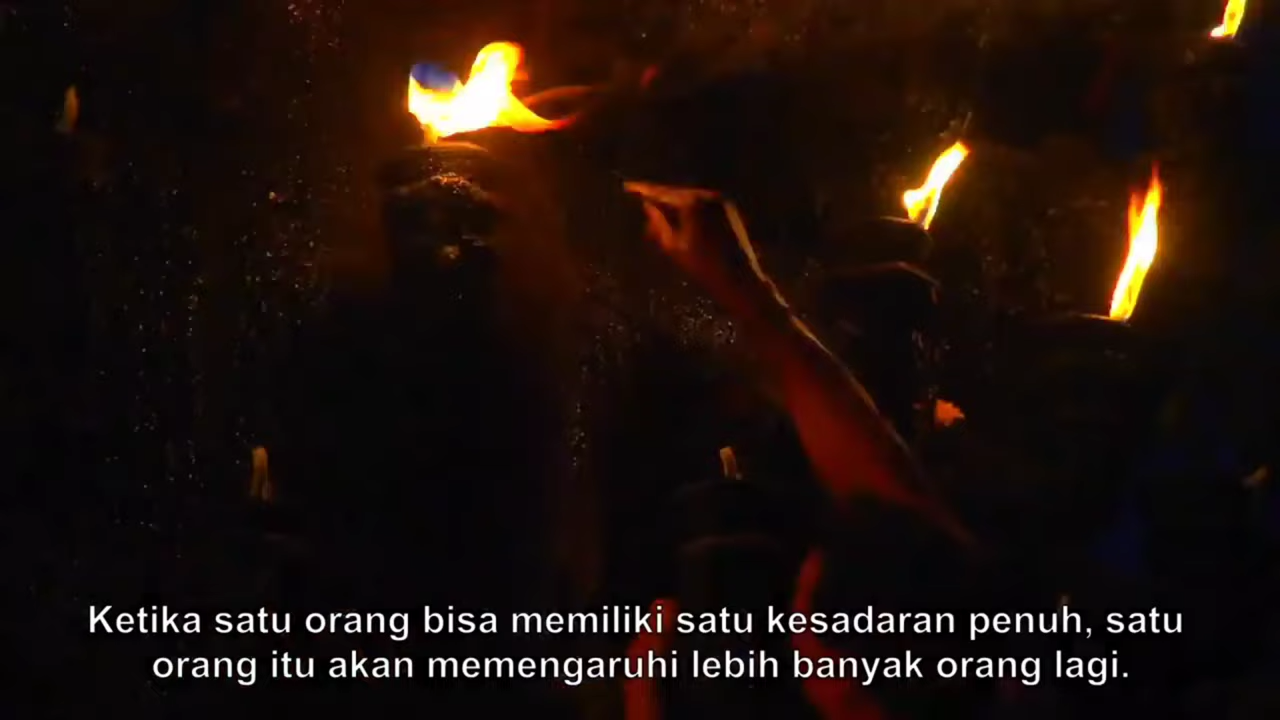 Ketika satu orang bisa memiliki satu kesadaran penuh, satu
orang itu akan memengaruhi lebih banyak orang lagi.